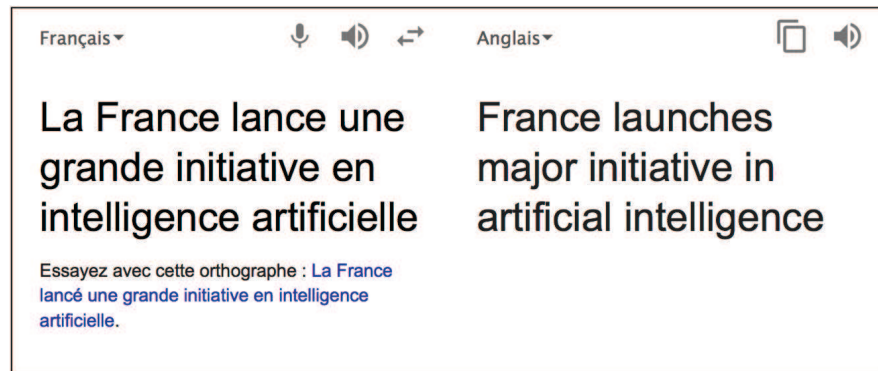 Français
Anglais
La France lance une
grande initiative en
intelligence artificielle
Essayez avec cette orthographe : La France
lancé une grande initiative en intelligence
artificielle.
France launches
major initiative in
artificial intelligence